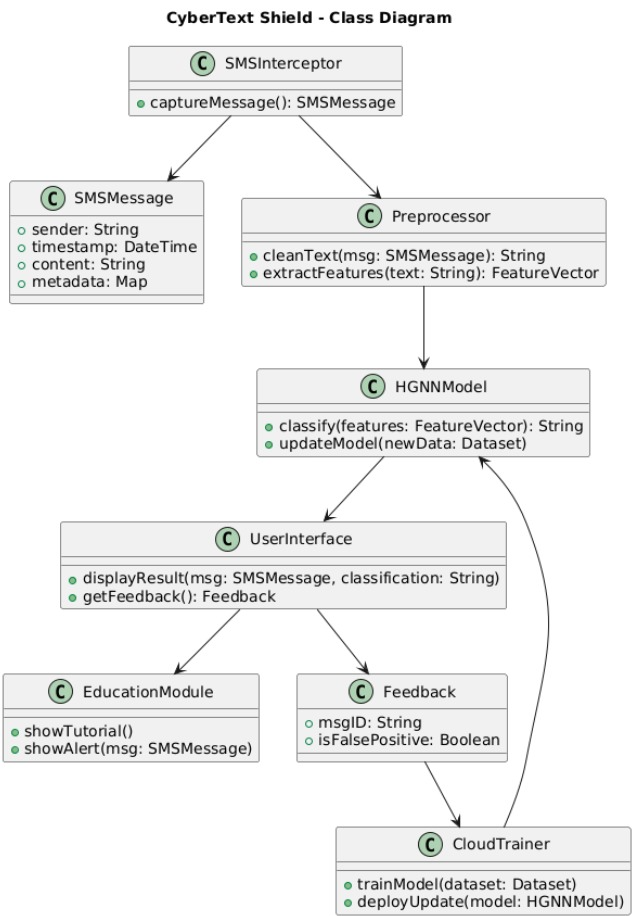 CyberText Shield - Class Diagram
C SMSInterceptor
captureMessage(): SMSMessage
C SMSMessage
sender: String
timestamp: DateTime
content: String
metadata: Map
C Preprocessor
cleanText(msg: SMSMessage): String
extractFeatures(text: String): FeatureVector
C HGNNModel
classify(features: FeatureVector): String
updateModel(newData: Dataset)
C UserInterface
displayResult(msg: SMSMessage, classification: String)
getFeedback(): Feedback
C EducationModule
showTutorial()
showAlert(msg: SMSMessage)
C Feedback
msgID: String
isFalsePositive: Boolean
C CloudTrainer
trainModel(dataset: Dataset)
deployUpdate(model: HGNNModel)